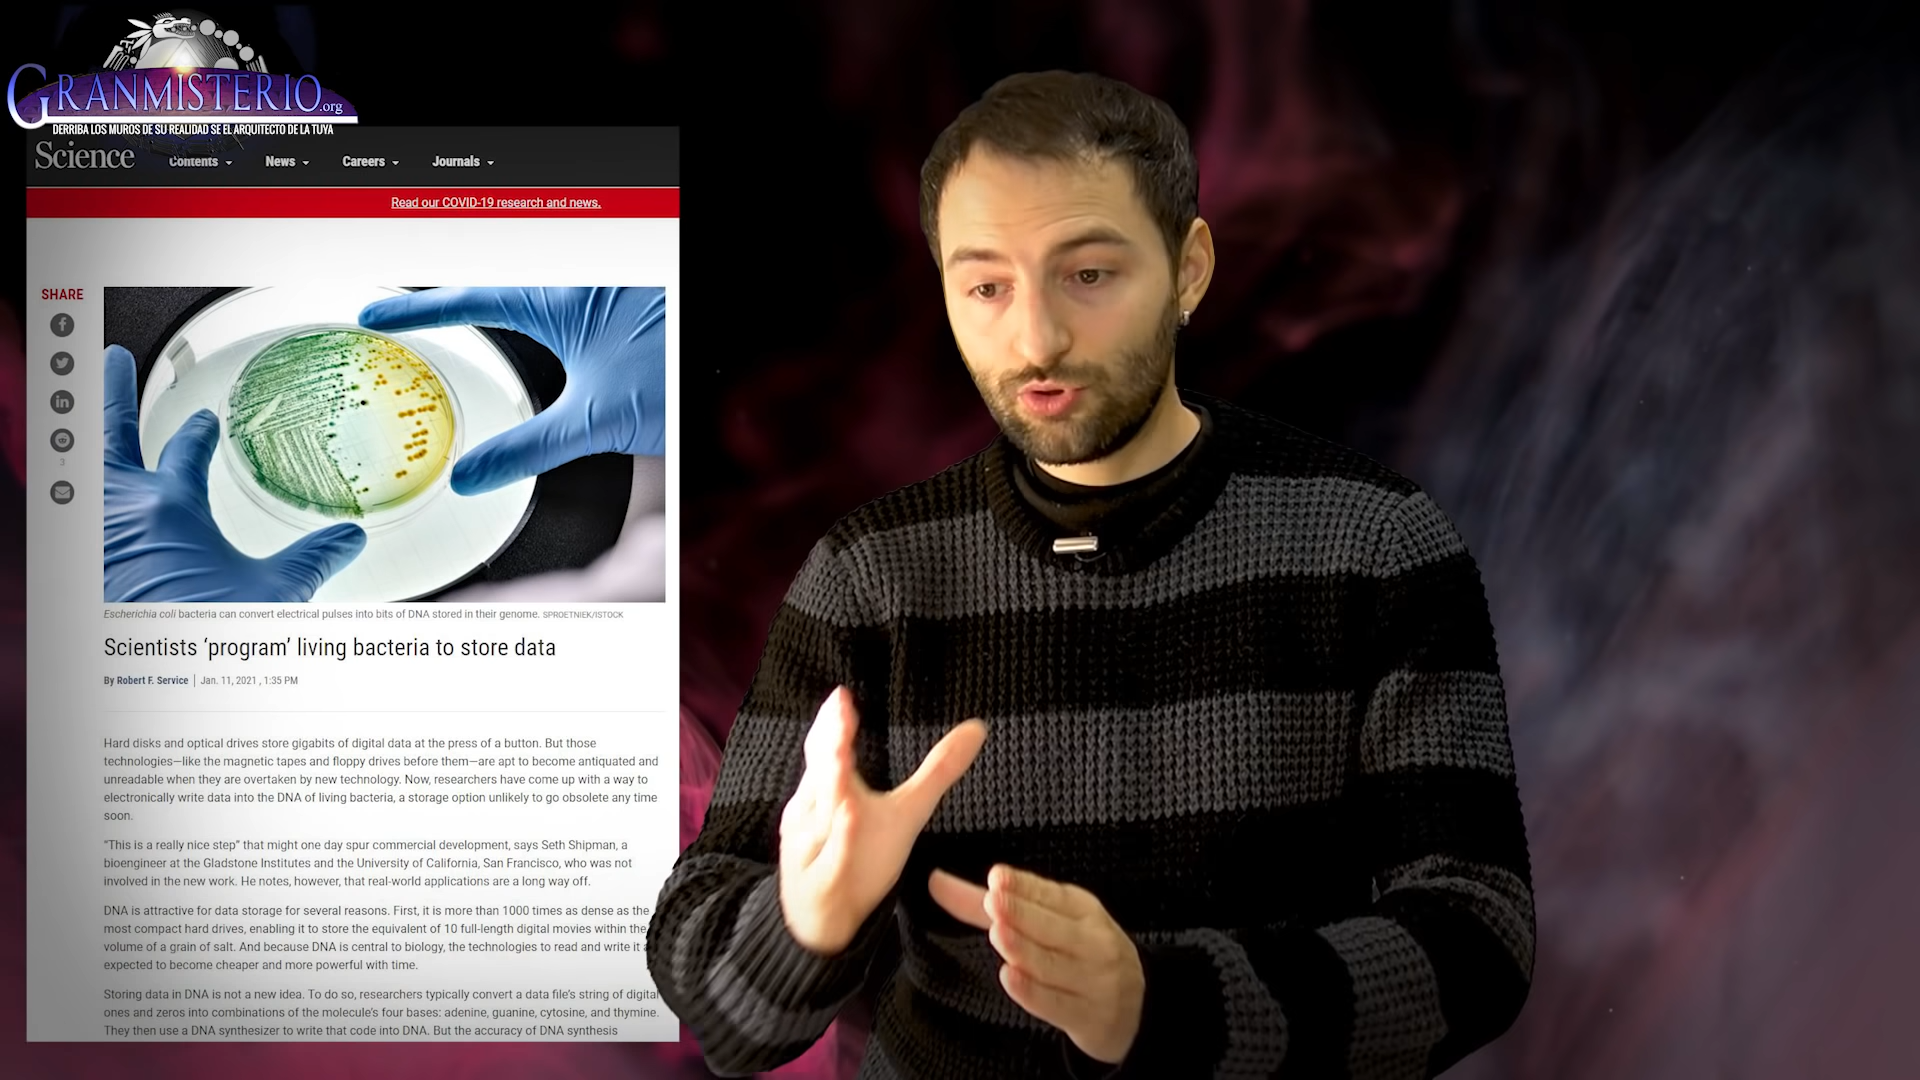 GRANMISTERIO.org
DERRIBA LOS MUROS DE SU REALIDAD SE EL ARQUITECTO DE LA TUYA
Science
Contents
News
Careers
Journals
Read our COVID-19 research and news.
SHARE
3
Escherichia coli bacteria can convert electrical pulses into bits of DNA stored in their genome. SPROETNIEK/ISTOCK
Scientists ‘program’ living bacteria to store data
By Robert F. Service | Jan. 11, 2021 , 1:35 PM
Hard disks and optical drives store gigabits of digital data at the press of a button. But those
technologies—like the magnetic tapes and floppy drives before them—are apt to become antiquated and
unreadable when they are overtaken by new technology. Now, researchers have come up with a way to
electronically write data into the DNA of living bacteria, a storage option unlikely to go obsolete any time
soon.
“This is a really nice step” that might one day spur commercial development, says Seth Shipman, a
bioengineer at the Gladstone Institutes and the University of California, San Francisco, who was not
involved in the new work. He notes, however, that real-world applications are a long way off.
DNA is attractive for data storage for several reasons. First, it is more than 1000 times as dense as the
most compact hard drives, enabling it to store the equivalent of 10 full-length digital movies within the
volume of a grain of salt. And because DNA is central to biology, the technologies to read and write it
expected to become cheaper and more powerful with time.
Storing data in DNA is not a new idea. To do so, researchers typically convert a data file's string of digital
ones and zeros into combinations of the molecule's four bases: adenine, guanine, cytosine, and thymine.
They then use a DNA synthesizer to write that code into DNA. But the accuracy of DNA synthesis